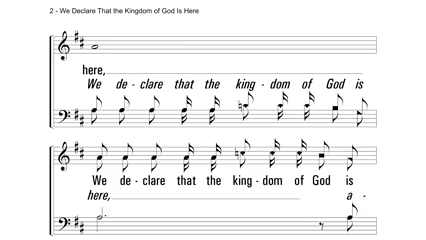 2 - We Declare That the Kingdom of God Is Here
here,
We de - clare that the king - dom of God is
We de - clare that the king - dom of God is
here, a -